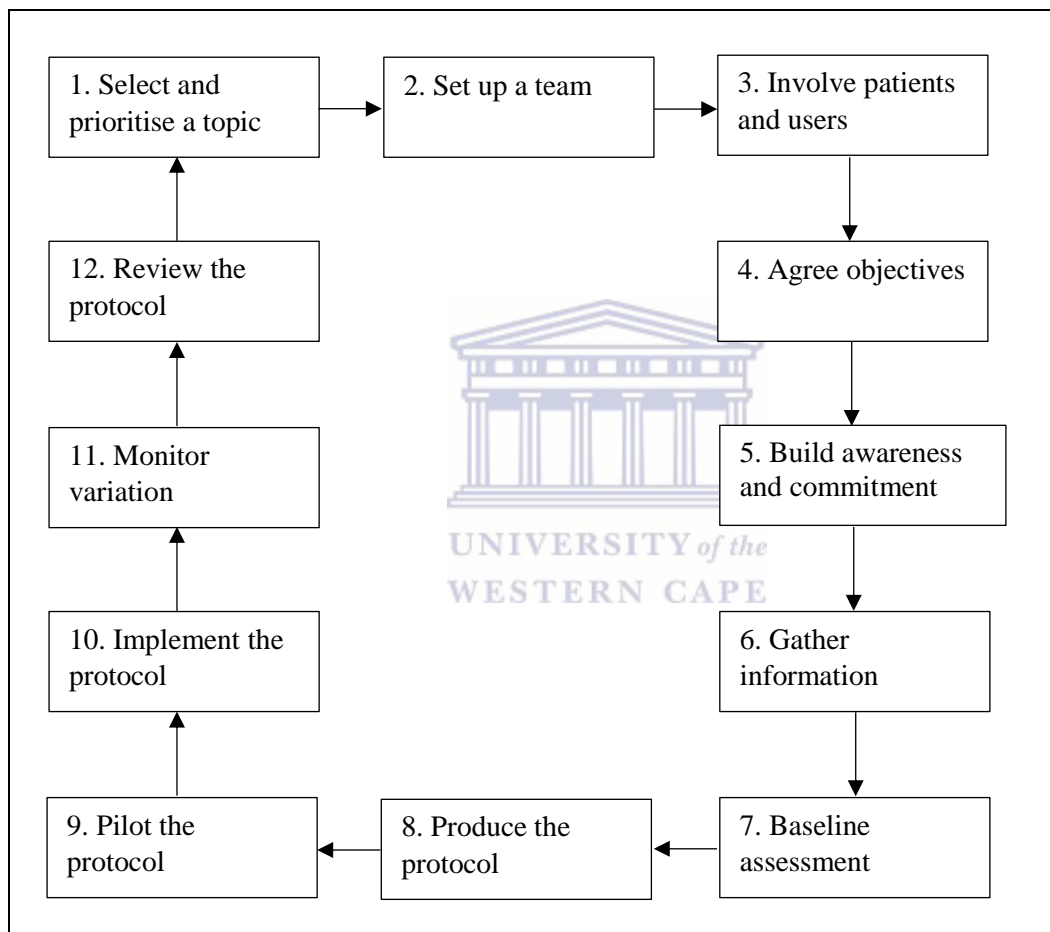 1. Select and
prioritise a topic
2. Set up a team
3. Involve patients
and users
4. Agree objectives
5. Build awareness
and commitment
6. Gather
information
7. Baseline
assessment
8. Produce the
protocol
9. Pilot the
protocol
10. Implement the
protocol
11. Monitor
variation
12. Review the
protocol
UNIVERSITY of the
WESTERN CAPE